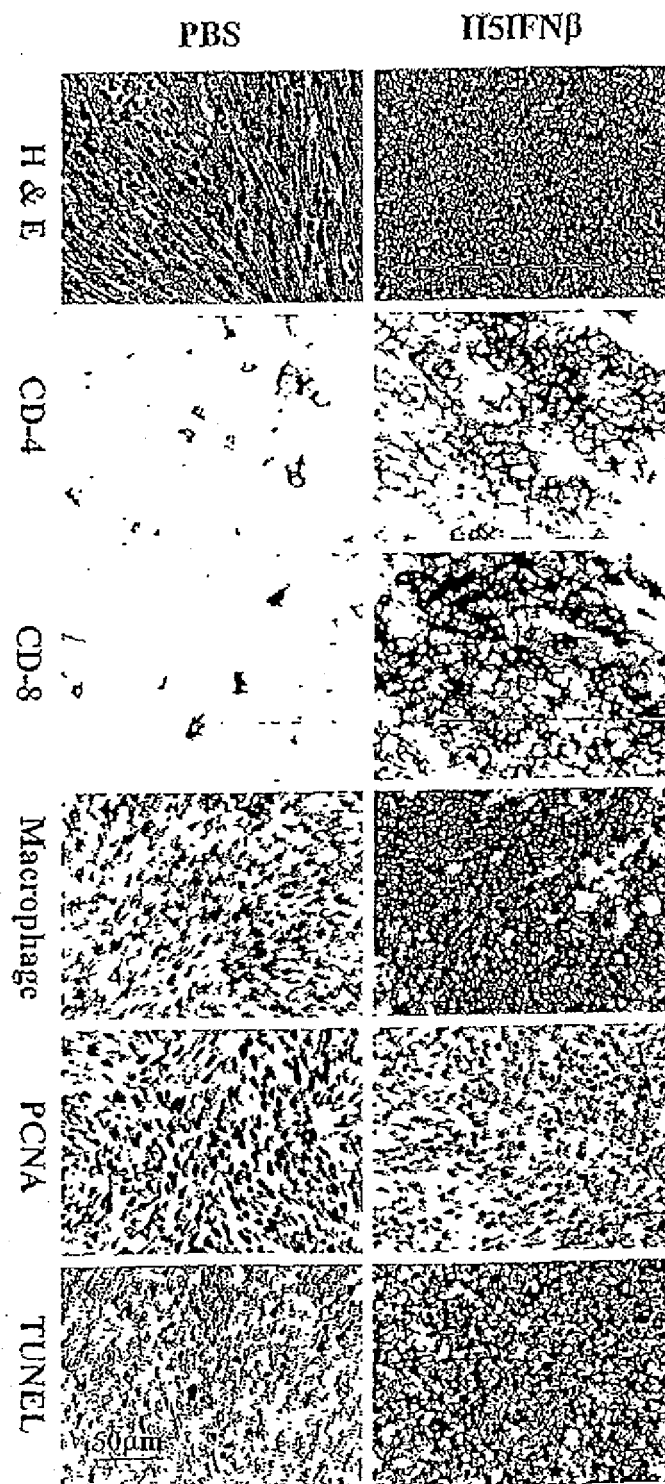 PBS
H5IFNβ
H & E
CD-4
CD-8
Macrophage
PCNA
TUNEL
50µm